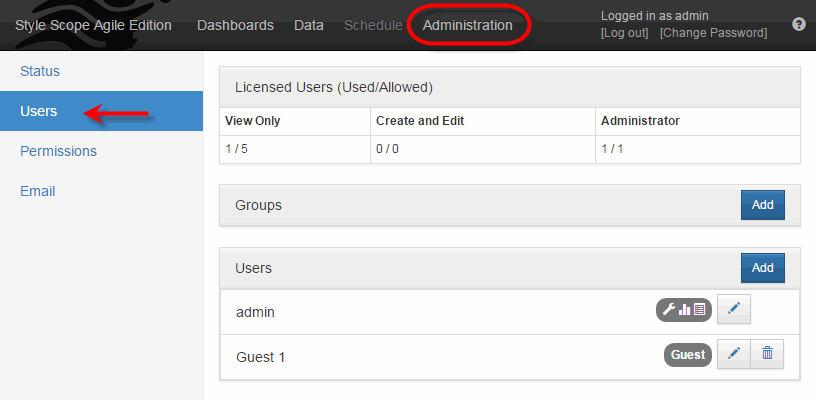 Style Scope Agile Edition Dashboards Data Schedule Administration
Logged in as admin
[Log out] [Change Password]
?
Status
Users
Permissions
Email
Licensed Users (Used/Allowed)
View Only Create and Edit Administrator
1 / 5 0 / 0 1 / 1
Groups Add
Users Add
admin
Guest 1 Guest